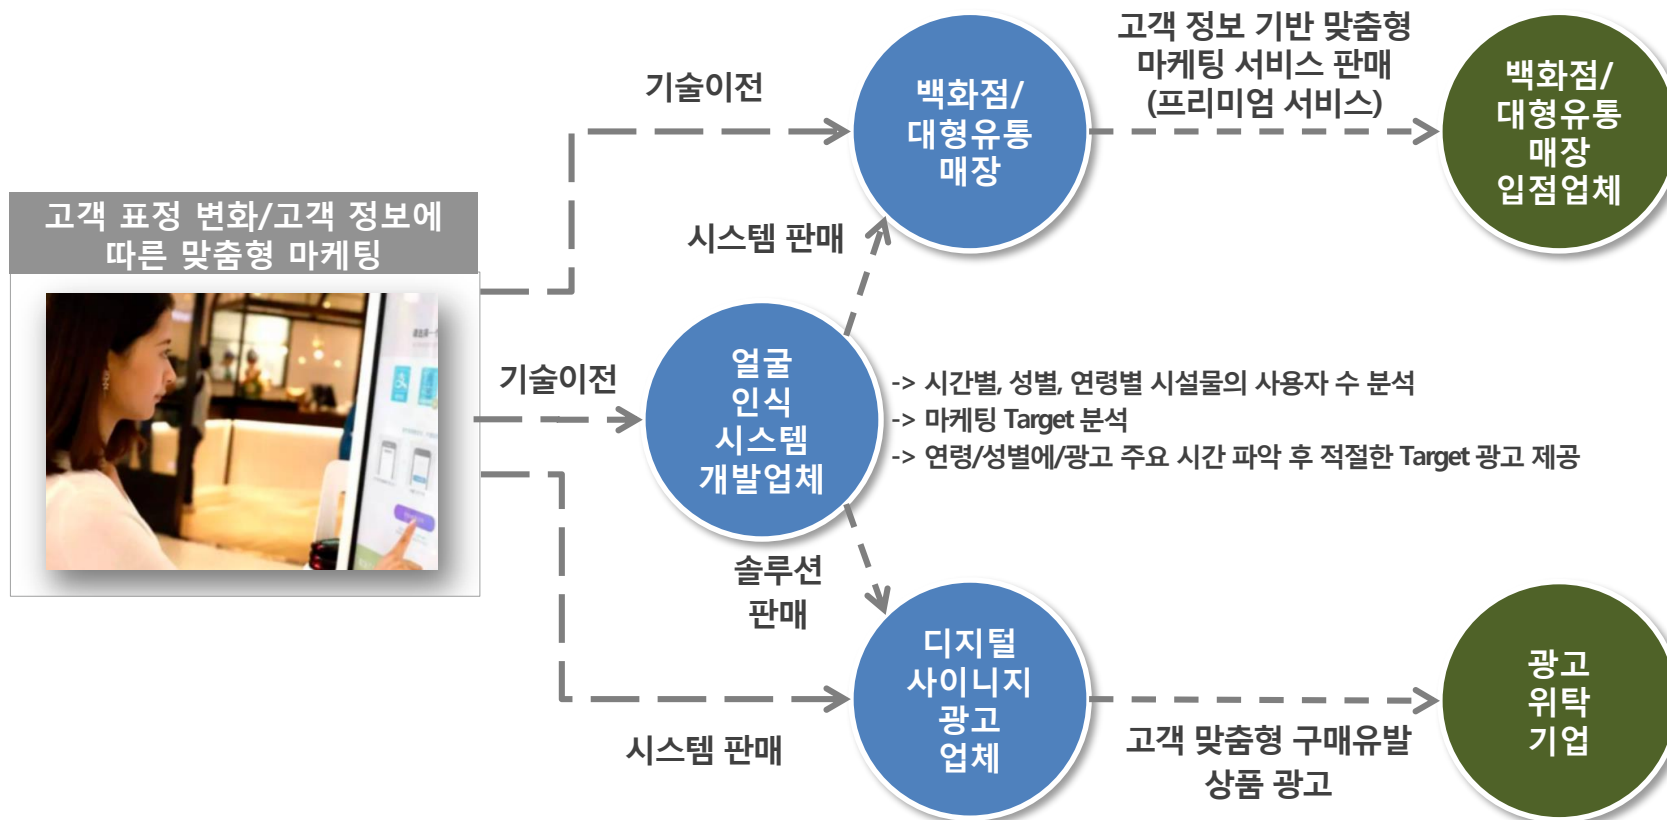 고객 정보 기반 맞춤형
마케팅 서비스 판매
(프리미엄 서비스)
기술이전
백화점/
대형유통
매장
백화점/
대형유통
매장
입점업체
고객 표정 변화/고객 정보에
따른 맞춤형 마케팅
시스템 판매
기술이전
얼굴
인식
시스템
개발업체
-> 시간별, 성별, 연령별 시설물의 사용자 수 분석
-> 마케팅 Target 분석
-> 연령/성별에/광고 주요 시간 파악 후 적절한 Target 광고 제공
솔루션
판매
디지털
사이니지
광고
업체
광고
위탁
기업
시스템 판매
고객 맞춤형 구매유발
상품 광고